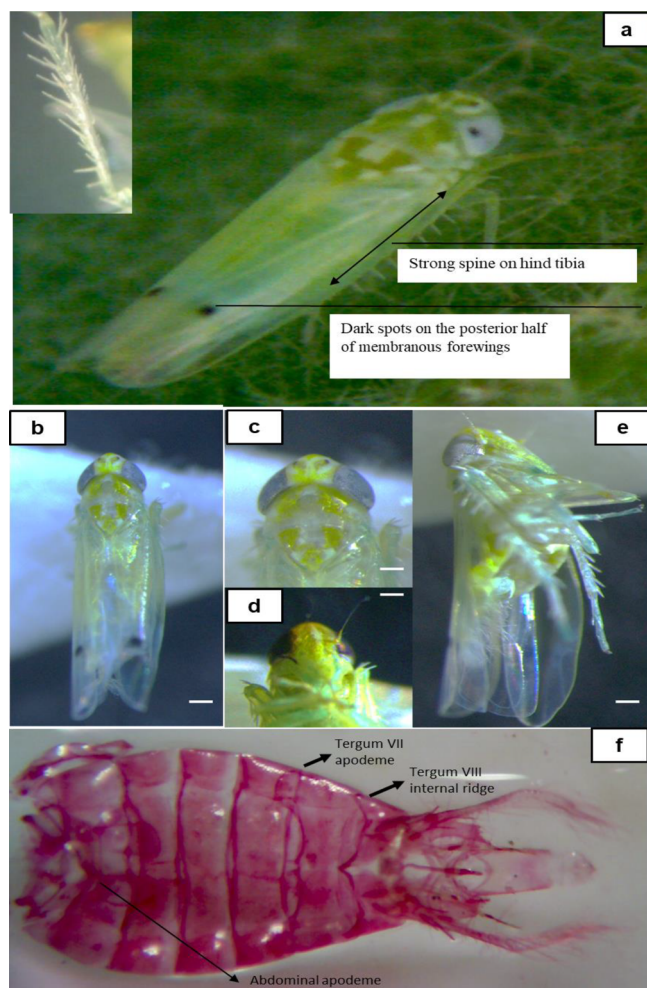 a
Strong spine on hind tibia
Dark spots on the posterior half
of membranous forewings
b
c
e
d
f
Tergum VII
apodeme
Tergum VIII
internal ridge
Abdominal apodeme